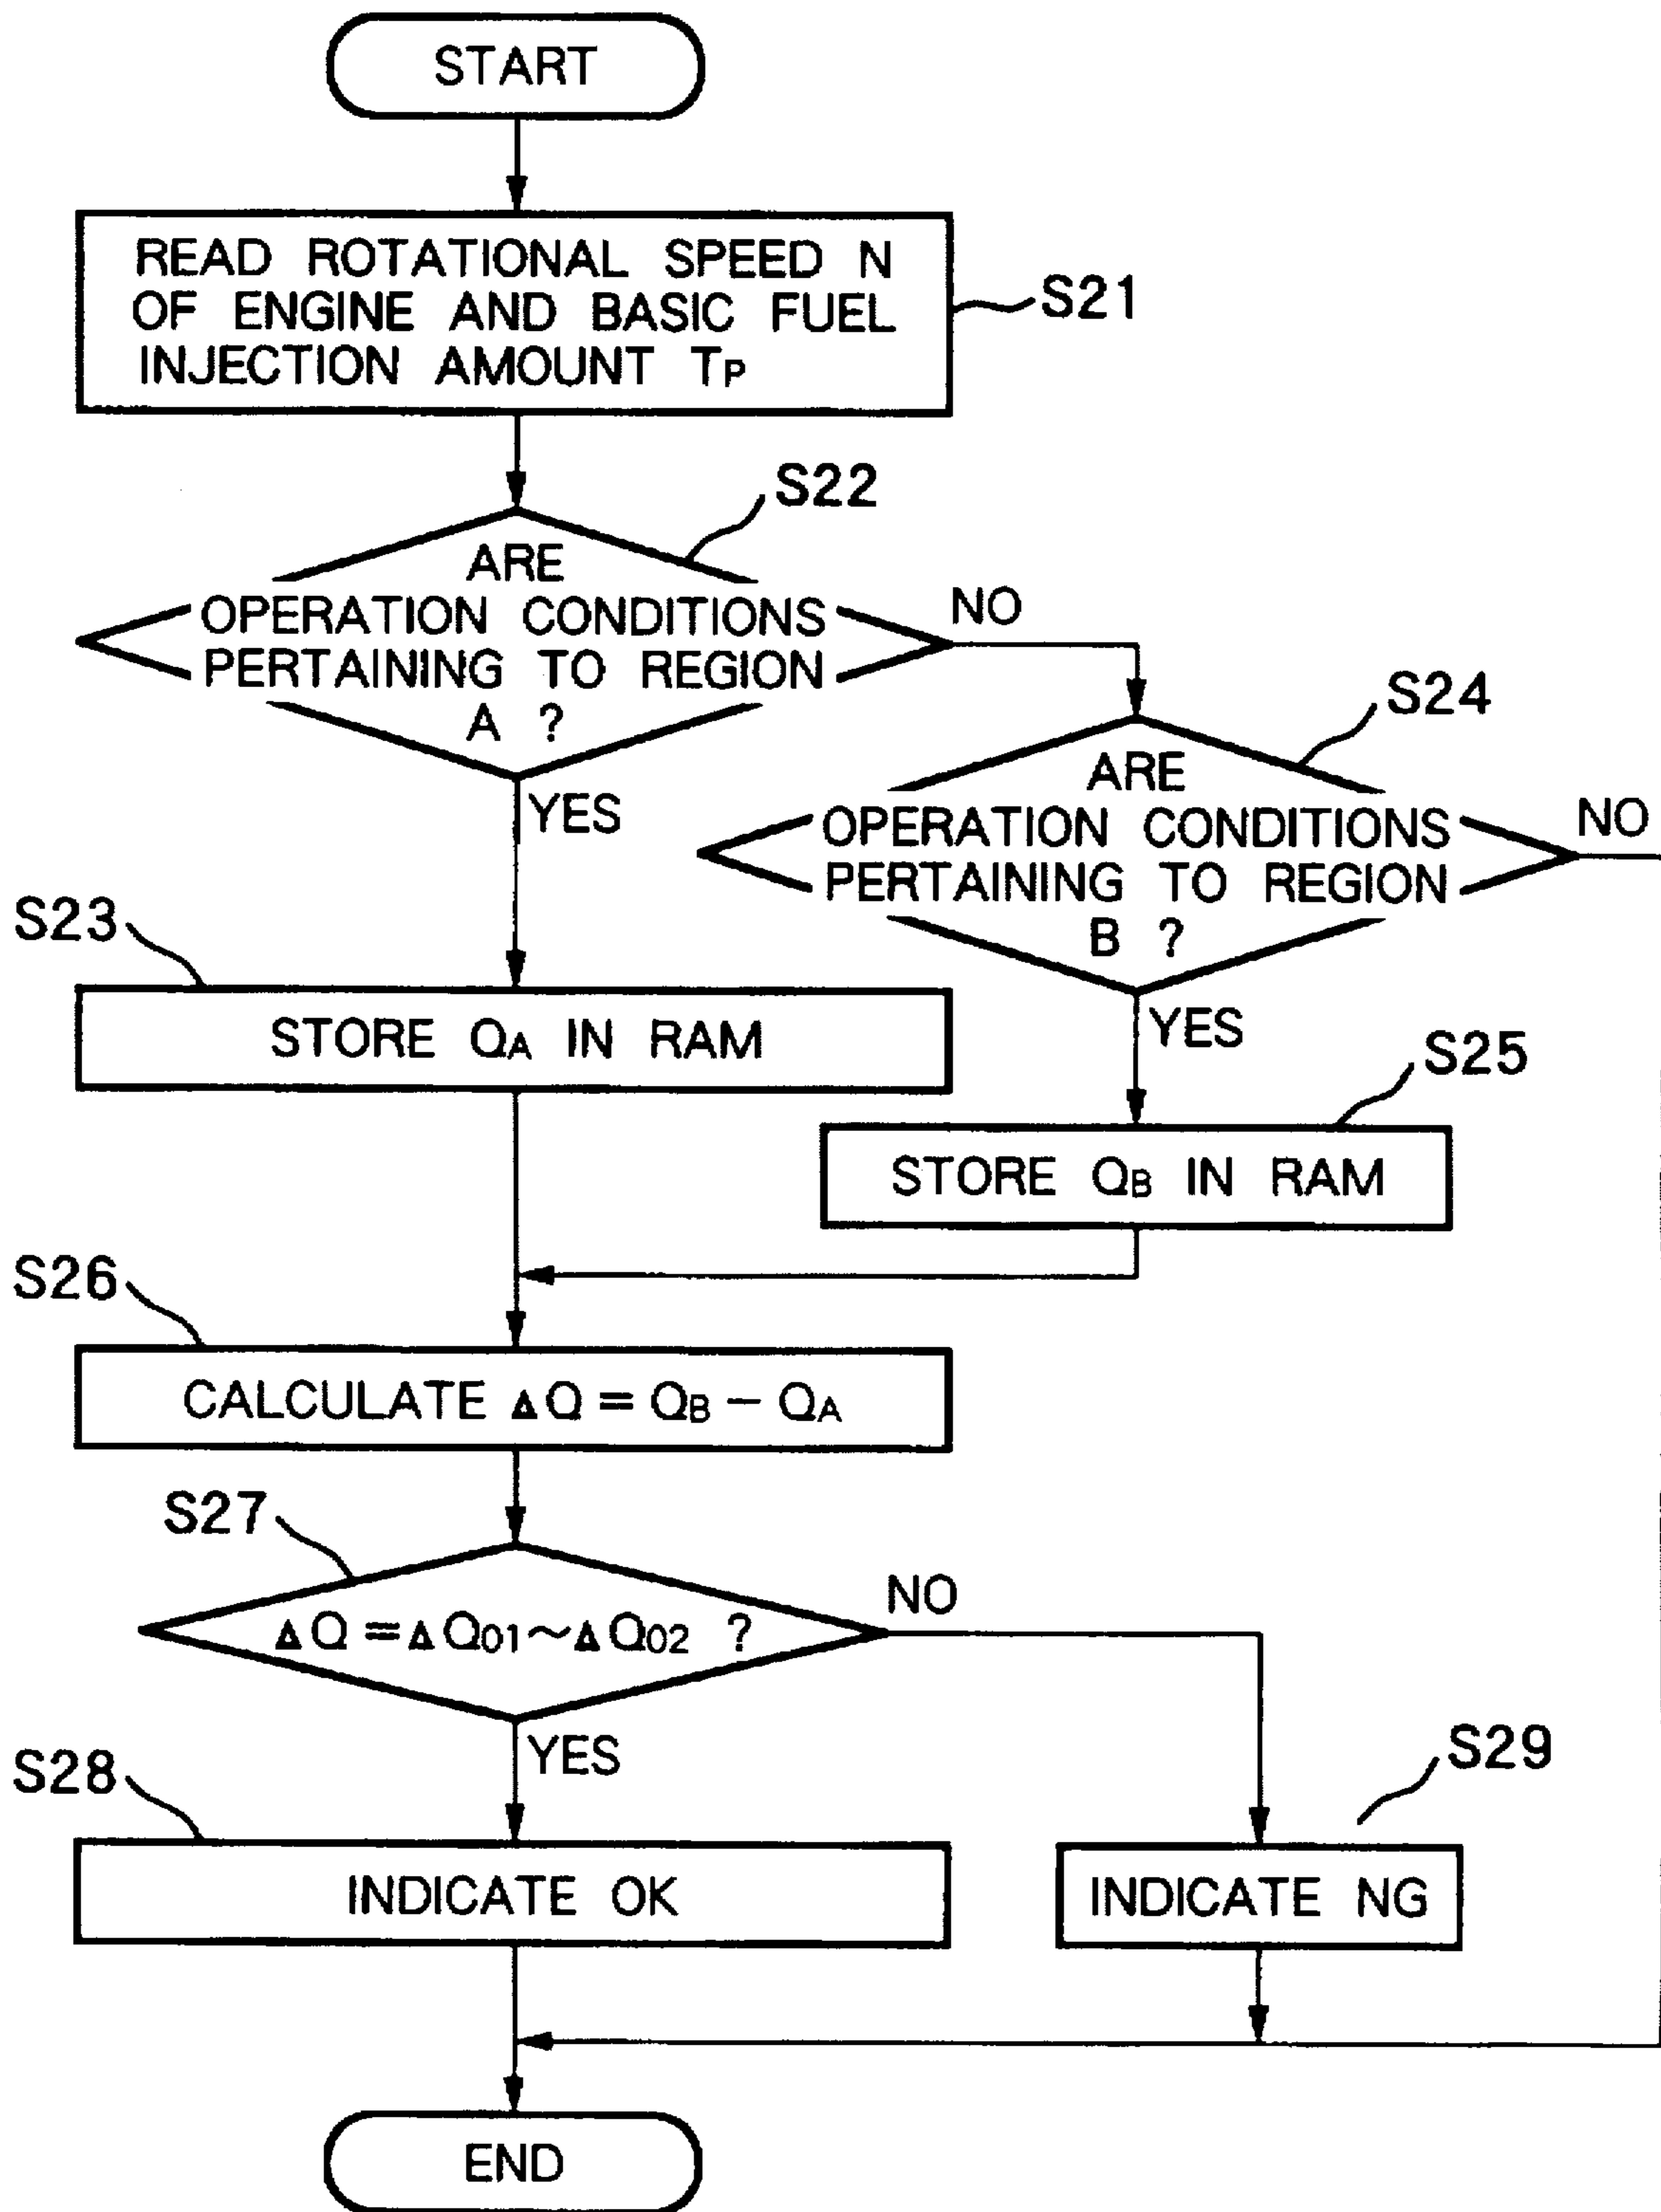 START
READ ROTATIONAL SPEED N
OF ENGINE AND BASIC FUEL
INJECTION AMOUNT TP
S21
S22
ARE
OPERATION CONDITIONS
PERTAINING TO REGION
A ?
NO
YES
S24
ARE
OPERATION CONDITIONS
PERTAINING TO REGION
B ?
NO
YES
S23
STORE QA IN RAM
S25
STORE QB IN RAM
S26
CALCULATE ΔQ = QB − QA
S27
ΔQ = ΔQ01~ΔQ02 ?
NO
YES
S28
INDICATE OK
S29
INDICATE NG
END